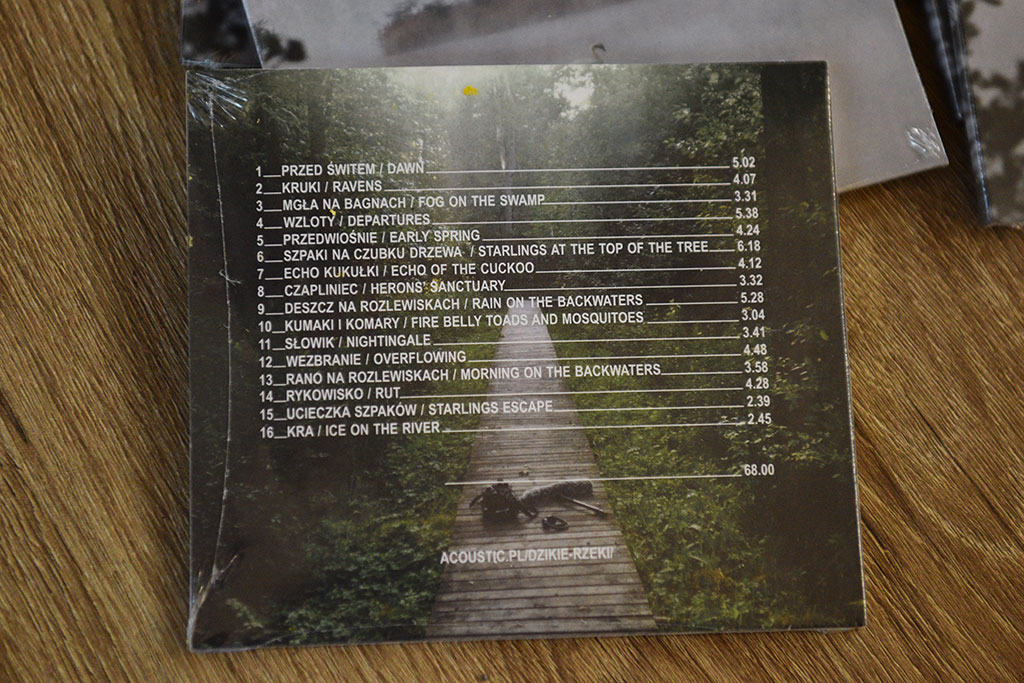 1__PRZED ŚWITEM / DAWN 5.02
2__KRUKI / RAVENS 4.07
3__MGŁA NA BAGNACH / FOG ON THE SWAMP 3.31
4__WZLOTY / DEPARTURES 5.38
5__PRZEDWIOŚNIE / EARLY SPRING 4.24
6__SZPAKI NA CZUBKU DRZEWA / STARLINGS AT THE TOP OF THE TREE 6.18
7__ECHO KUKUŁKI / ECHO OF THE CUCKOO 4.12
8__CZAPLINIEC / HERONS' SANCTUARY 3.32
9__DESZCZ NA ROZLEWISKACH / RAIN ON THE BACKWATERS 5.28
10__KUMAKI I KOMARY / FIRE BELLY TOADS AND MOSQUITOES 3.04
11__SŁOWIK / NIGHTINGALE 3.41
12__WEZBRANIE / OVERFLOWING 4.48
13__RANO NA ROZLEWISKACH / MORNING ON THE BACKWATERS 3.58
14__RYKOWISKO / RUT 4.28
15__UCIECZKA SZPAKÓW / STARLINGS ESCAPE 2.39
16__KRA / ICE ON THE RIVER 2.45
68.00
ACOUSTIC.PL/DZIKIE-RZEKI/